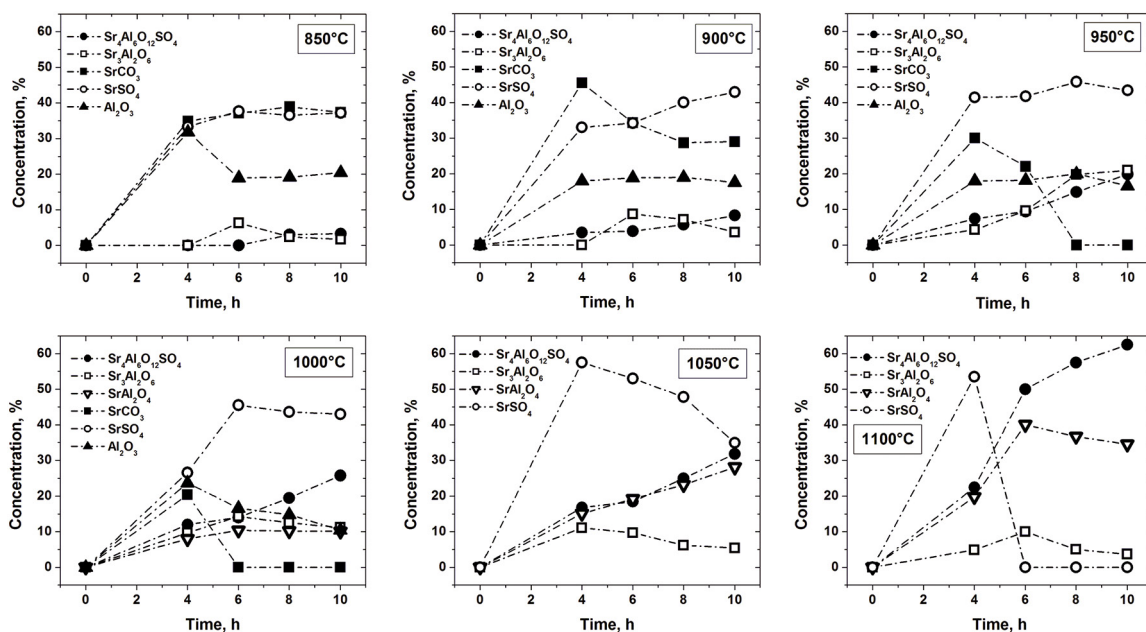 Concentration, %
60
50
40
30
20
10
0
Sr₄Al₆O₁₂SO₄
Sr₃Al₂O₆
SrCO₃
SrSO₄
Al₂O₃
850°C
0 2 4 6 8 10
Time, h
Concentration, %
60
50
40
30
20
10
0
Sr₄Al₆O₁₂SO₄
Sr₃Al₂O₆
SrCO₃
SrSO₄
Al₂O₃
900°C
0 2 4 6 8 10
Time, h
Concentration, %
60
50
40
30
20
10
0
Sr₄Al₆O₁₂SO₄
Sr₃Al₂O₆
SrCO₃
SrSO₄
Al₂O₃
950°C
0 2 4 6 8 10
Time, h
Concentration, %
60
50
40
30
20
10
0
Sr₄Al₆O₁₂SO₄
Sr₃Al₂O₆
SrAl₂O₄
SrCO₃
SrSO₄
Al₂O₃
1000°C
0 2 4 6 8 10
Time, h
Concentration, %
60
50
40
30
20
10
0
Sr₄Al₆O₁₂SO₄
Sr₃Al₂O₆
SrAl₂O₄
SrSO₄
1050°C
0 2 4 6 8 10
Time, h
Concentration, %
60
50
40
30
20
10
0
Sr₄Al₆O₁₂SO₄
Sr₃Al₂O₆
SrAl₂O₄
SrSO₄
1100°C
0 2 4 6 8 10
Time, h